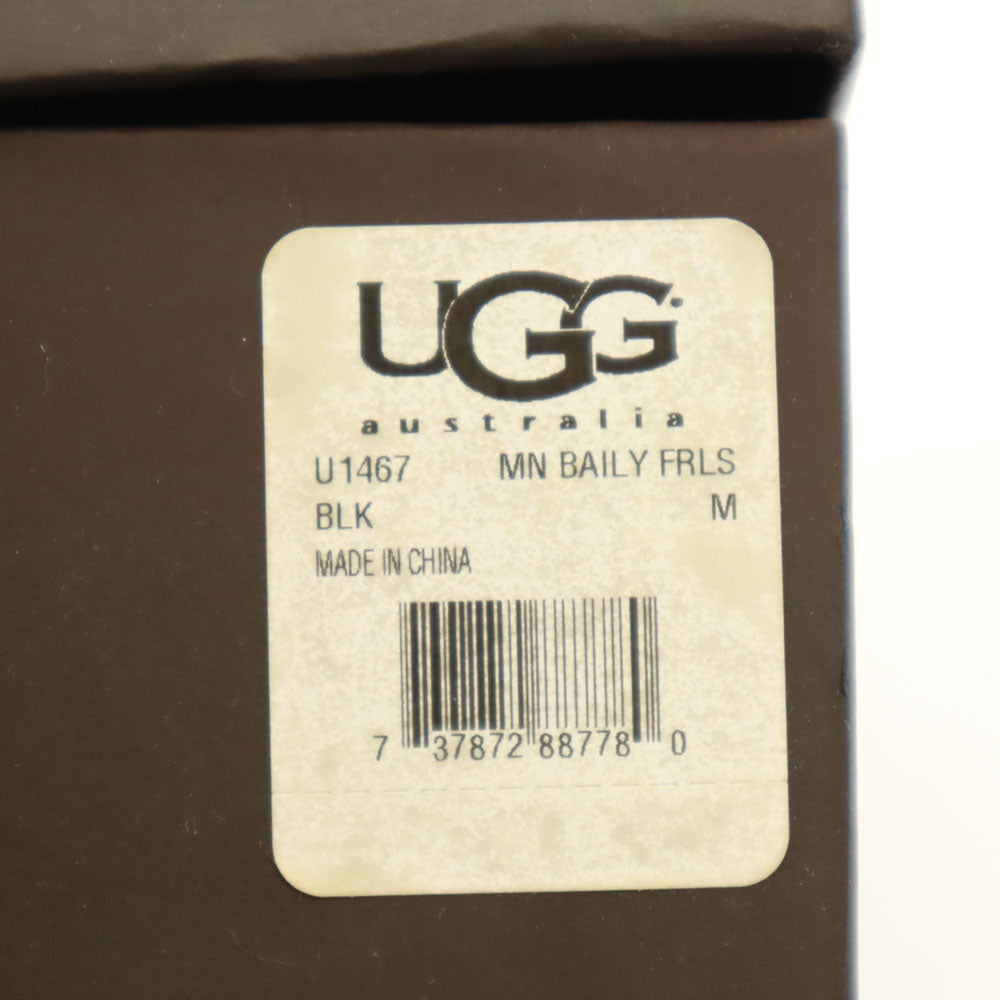 UGG
australia
U1467 MN BAILY FRLS
BLK M
MADE IN CHINA
7 37872 88778 0